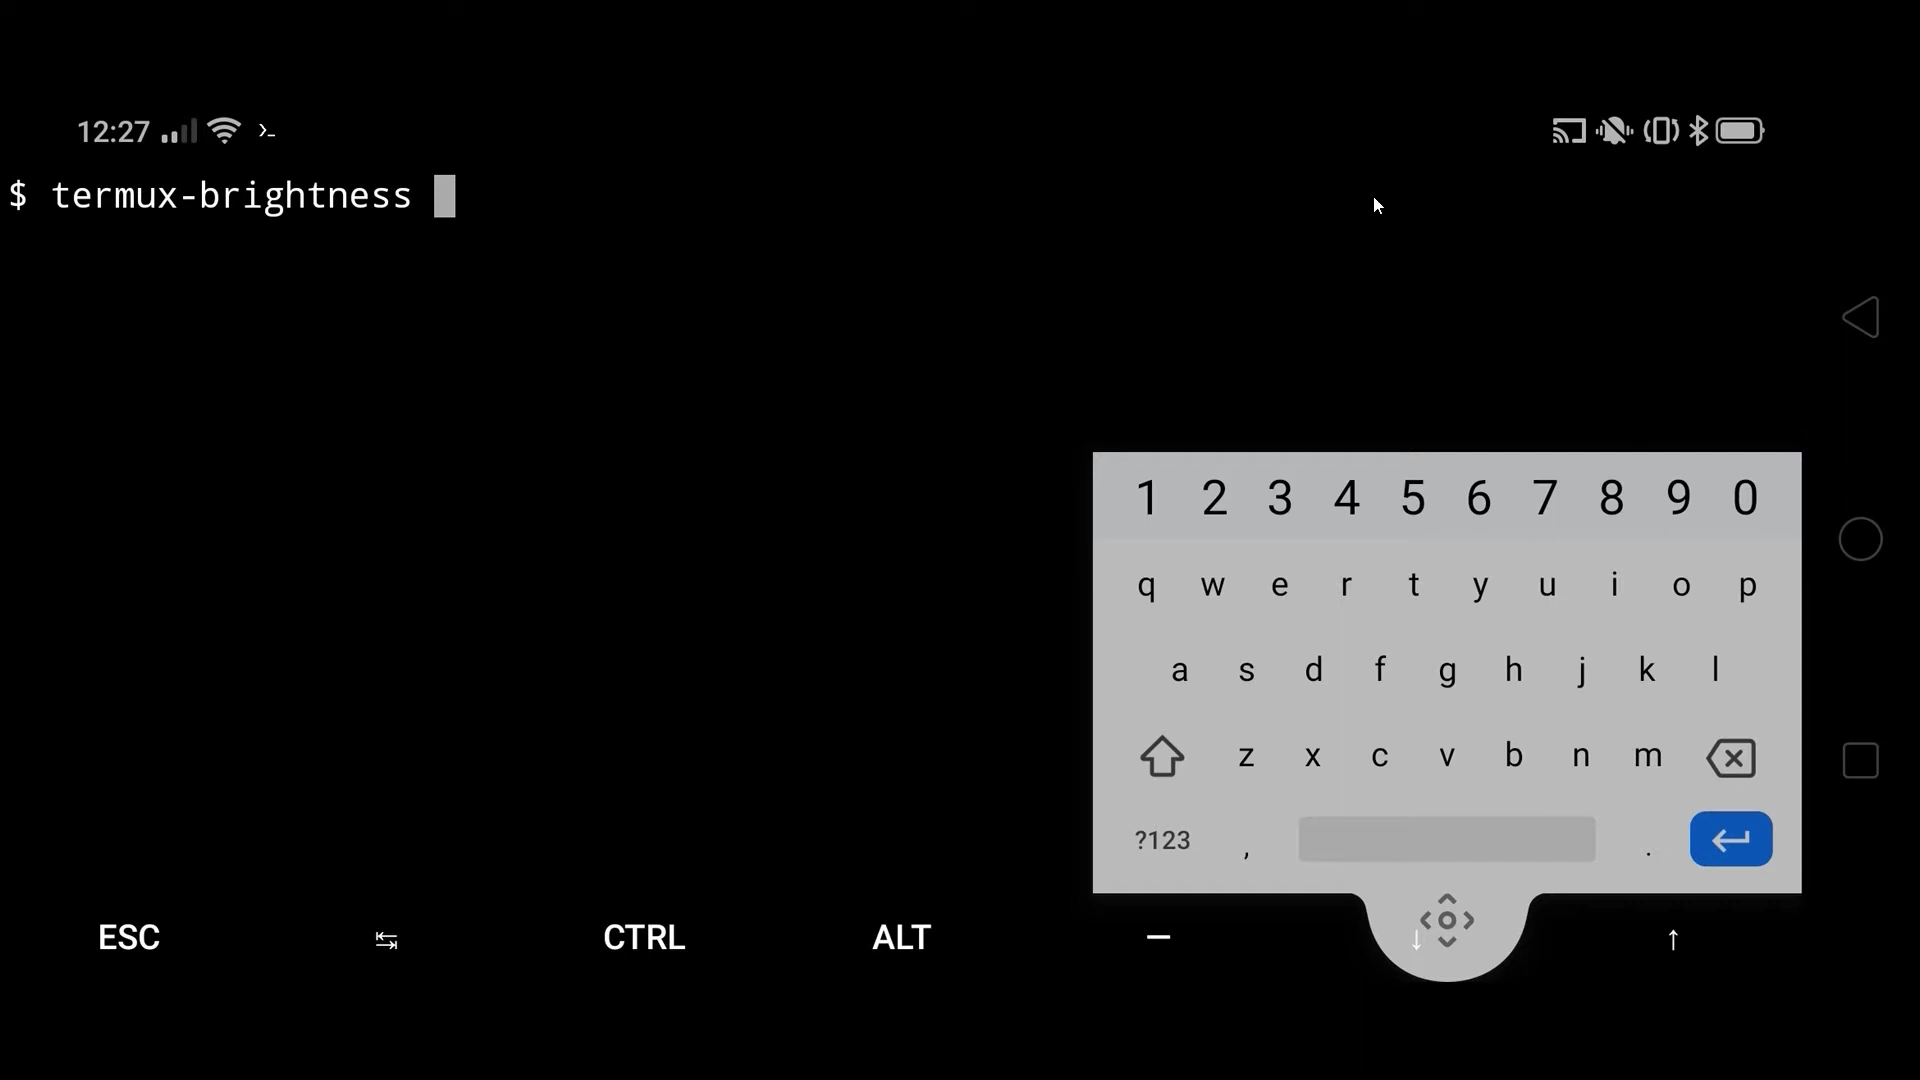 12:27
$ termux-brightness
1 2 3 4 5 6 7 8 9 0
q w e r t y u i o p
a s d f g h j k l
z x c v b n m
?123 , .
ESC ↹ CTRL ALT — ↓ ↑